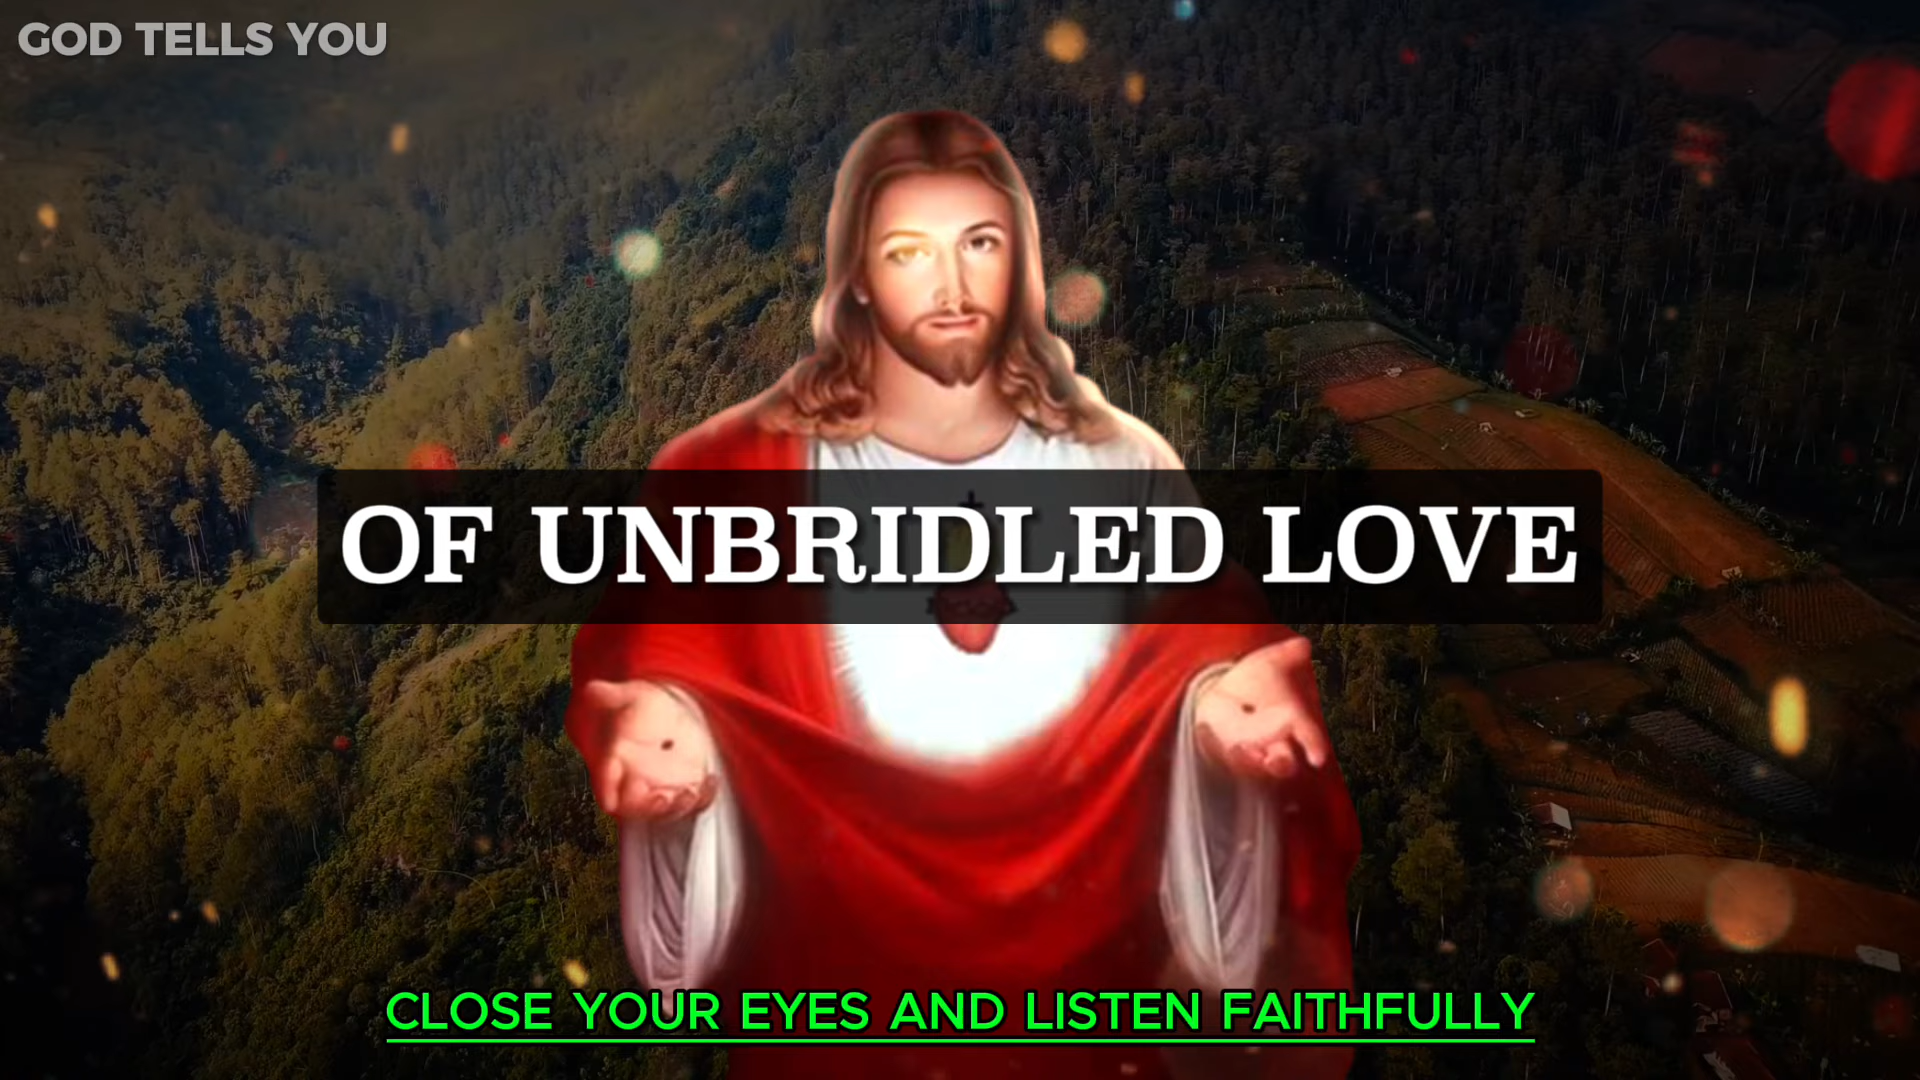 GOD TELLS YOU
OF UNBRIDLED LOVE
CLOSE YOUR EYES AND LISTEN FAITHFULLY